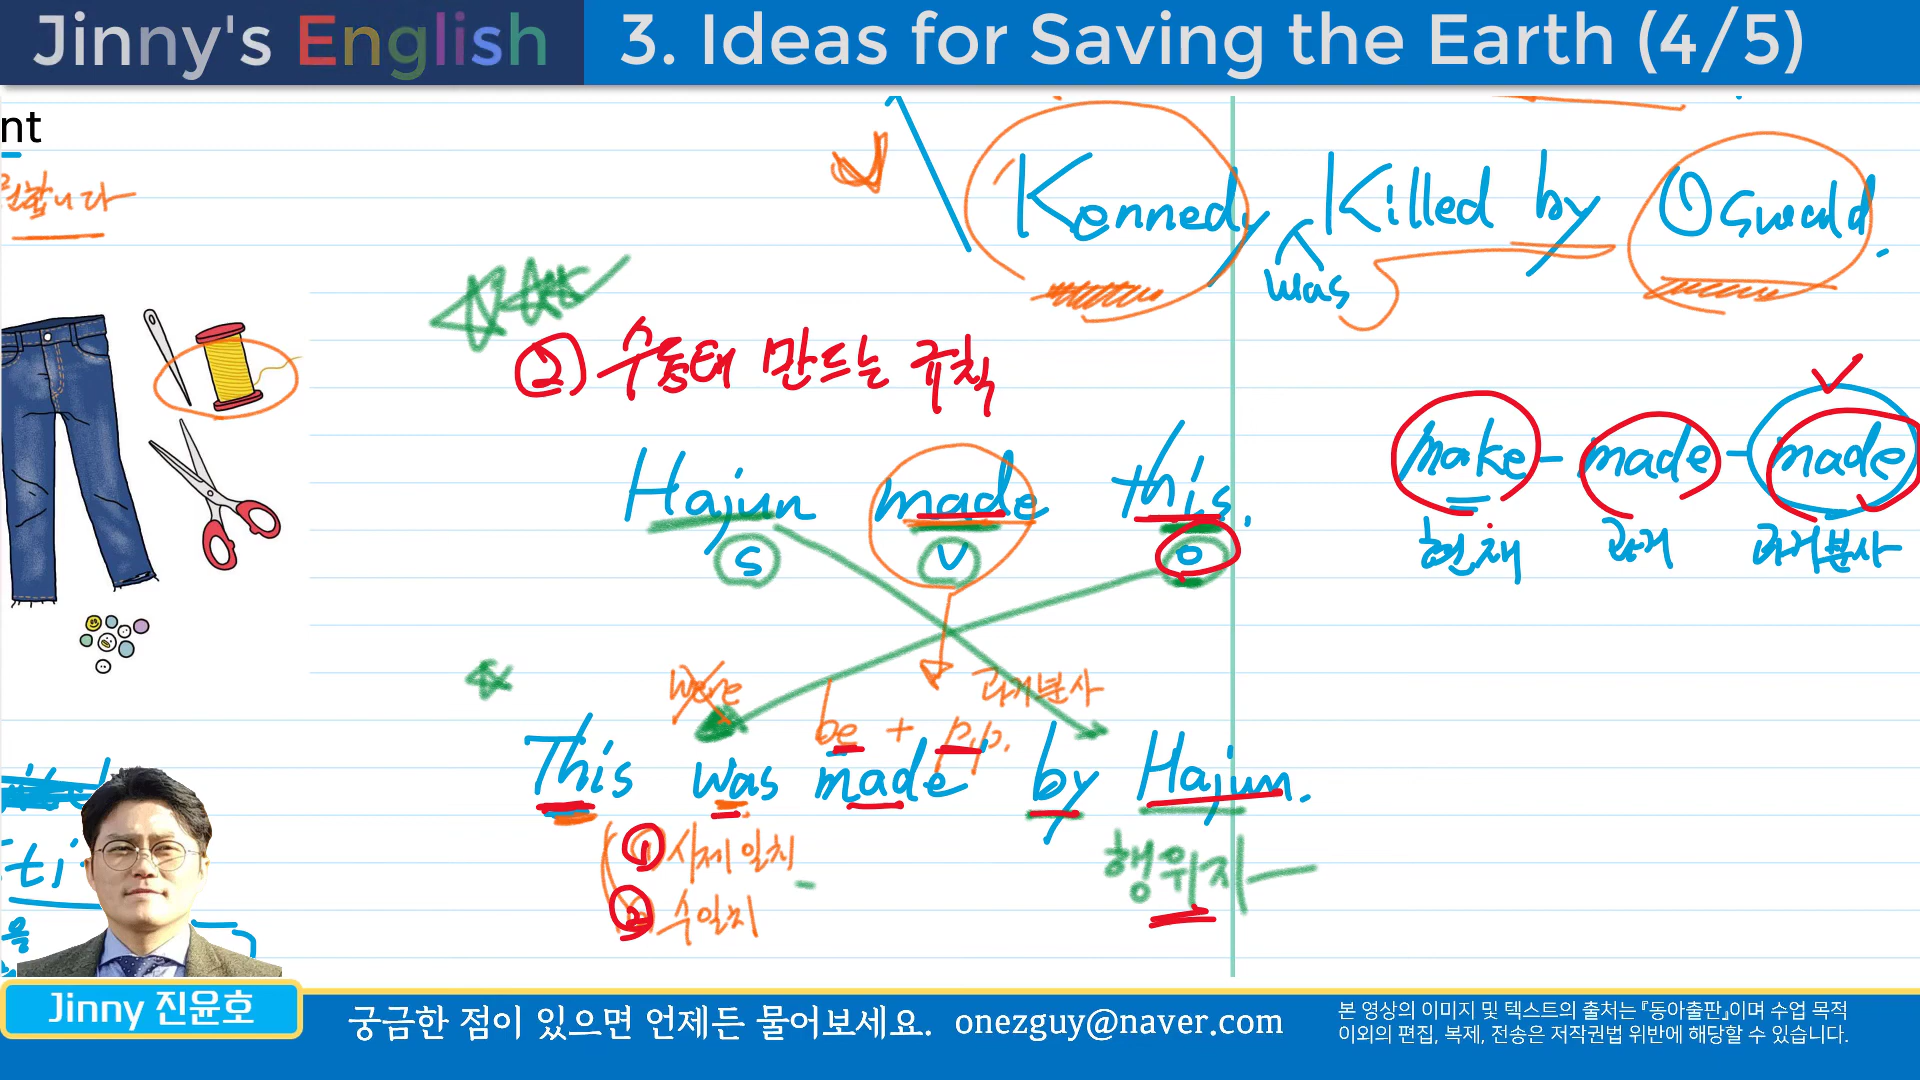 Jinny's English
3. Ideas for Saving the Earth (4/5)
nt
합니다
Kennedy Killed by Oswald.
was
② 수동태 만드는 규칙
Hajun made this.
S V O
make - made - made
현재 과거 과거분사
were 과거분사
be + p.p.
This was made by Hajun.
① 시제일치
② 수일치
행위자
ti
을
Jinny 진윤호
궁금한 점이 있으면 언제든 물어보세요. onezguy@naver.com
본 영상의 이미지 및 텍스트의 출처는 『동아출판』이며 수업 목적
이외의 편집, 복제, 전송은 저작권법 위반에 해당할 수 있습니다.